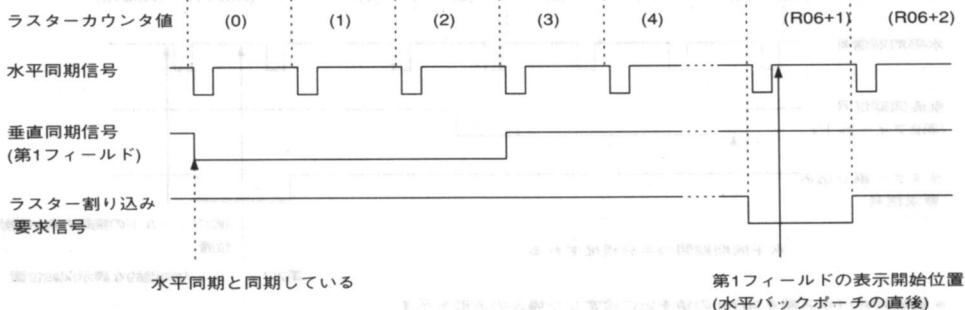 ラスターカウンタ値 (0) (1) (2) (3) (4) (R06+1) (R06+2)
水平同期信号
垂直同期信号
(第1フィールド)
ラスター割り込み
要求信号
水平同期と同期している
第1フィールドの表示開始位置
(水平バックポーチの直後)